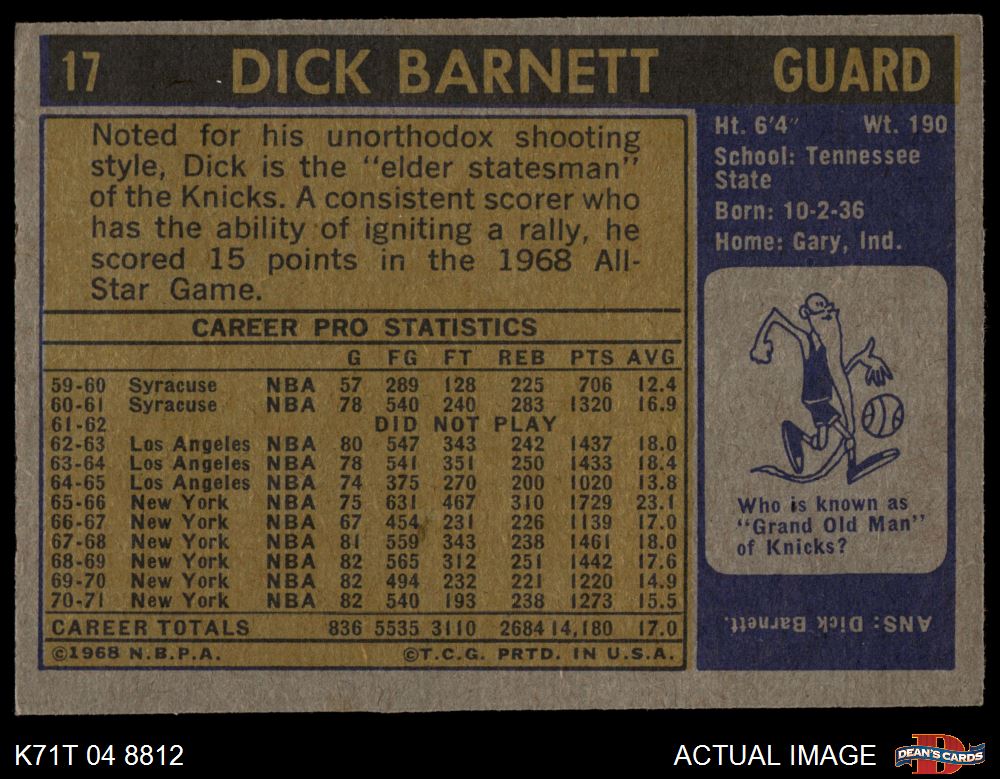 17 DICK BARNETT GUARD
Noted for his unorthodox shooting
style, Dick is the "elder statesman"
of the Knicks. A consistent scorer who
has the ability of igniting a rally, he
scored 15 points in the 1968 All-
Star Game.
CAREER PRO STATISTICS
G FG FT REB PTS AVG
59-60 Syracuse NBA 57 289 128 225 706 12.4
60-61 Syracuse NBA 78 540 240 283 1320 16.9
61-62 DID NOT PLAY
62-63 Los Angeles NBA 80 547 343 242 1437 18.0
63-64 Los Angeles NBA 78 541 351 250 1433 18.4
64-65 Los Angeles NBA 74 375 270 200 1020 13.8
65-66 New York NBA 75 631 467 310 1729 23.1
66-67 New York NBA 67 454 231 226 1139 17.0
67-68 New York NBA 81 559 343 238 1461 18.0
68-69 New York NBA 82 565 312 251 1442 17.6
69-70 New York NBA 82 494 232 221 1220 14.9
70-71 New York NBA 82 540 193 238 1273 15.5
CAREER TOTALS 836 5535 3110 2684 14,180 17.0
©1968 N.B.P.A. ©T.C.G. PRTD. IN U.S.A.
Ht. 6'4" Wt. 190
School: Tennessee
State
Born: 10-2-36
Home: Gary, Ind.
Who is known as
"Grand Old Man"
of Knicks?
ANS: Dick Barnett.
K71T 04 8812 ACTUAL IMAGE
D
DEAN'S CARDS